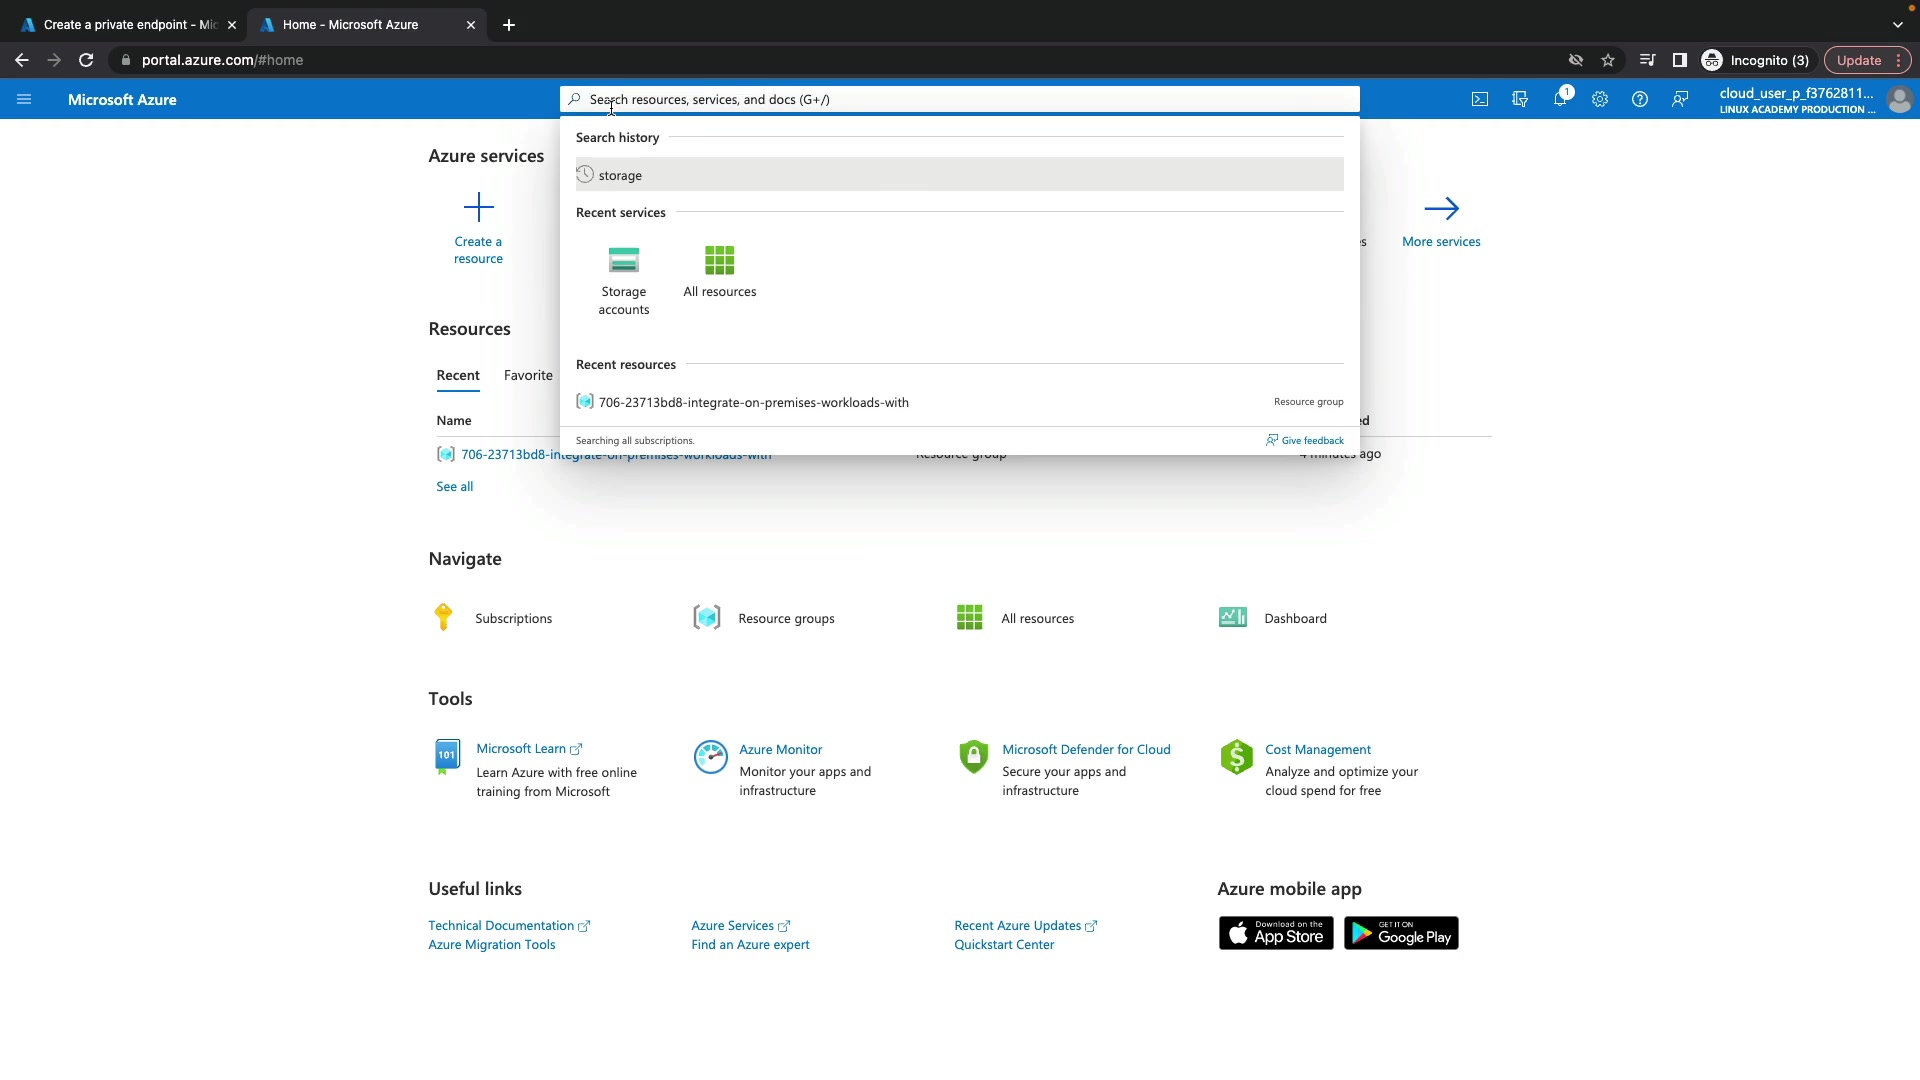 Create a private endpoint - Mic
Home - Microsoft Azure
portal.azure.com/#home
Incognito (3)
Update
Microsoft Azure
Search resources, services, and docs (G+/)
1
cloud_user_p_f3762811...
LINUX ACADEMY PRODUCTION ...
Search history
storage
Recent services
Storage
accounts
All resources
Recent resources
706-23713bd8-integrate-on-premises-workloads-with
Resource group
Searching all subscriptions.
Give feedback
Azure services
Create a
resource
More services
Resources
Recent
Favorite
Name
706-23713bd8-integrate-on-premises-workloads-with
Resource group
4 minutes ago
See all
Navigate
Subscriptions
Resource groups
All resources
Dashboard
Tools
101
Microsoft Learn
Learn Azure with free online
training from Microsoft
Azure Monitor
Monitor your apps and
infrastructure
Microsoft Defender for Cloud
Secure your apps and
infrastructure
Cost Management
Analyze and optimize your
cloud spend for free
Useful links
Technical Documentation
Azure Migration Tools
Azure Services
Find an Azure expert
Recent Azure Updates
Quickstart Center
Azure mobile app
Download on the
App Store
GET IT ON
Google Play